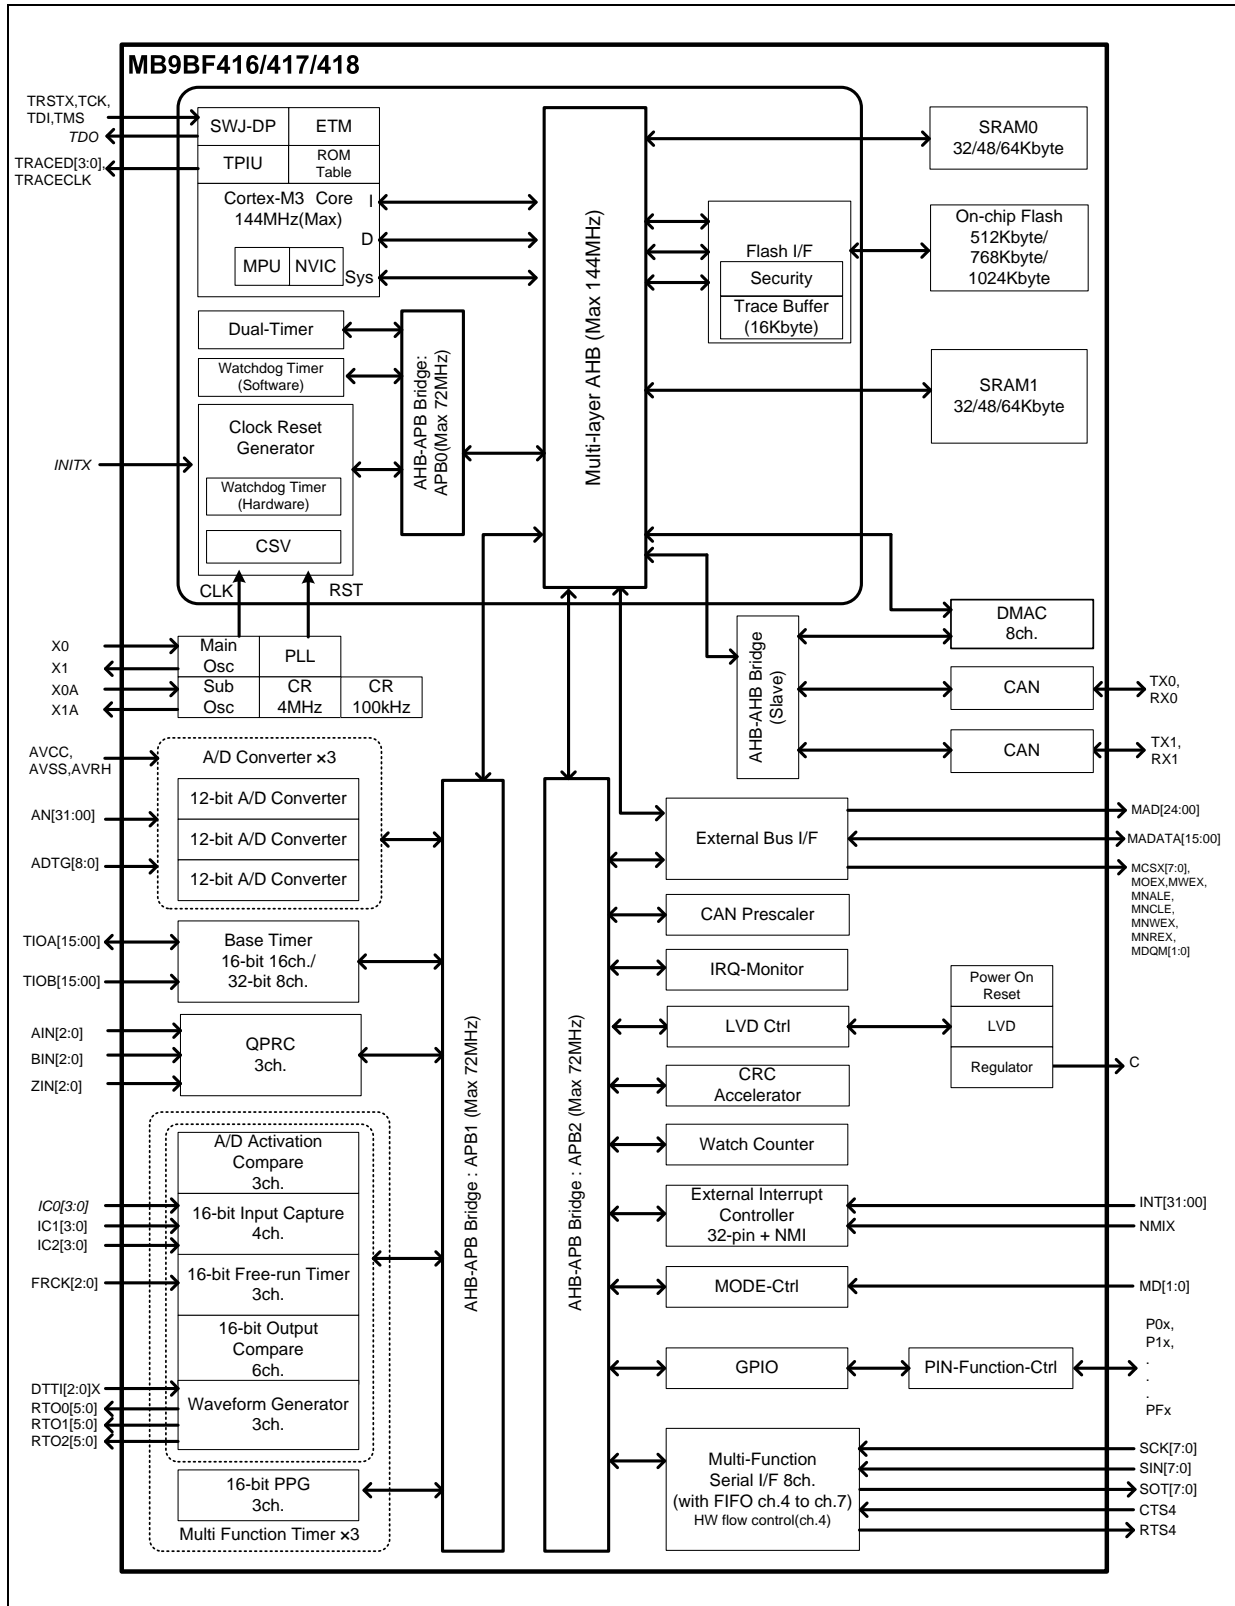 MB9BF416/417/418
TRSTX,TCK,
TDI,TMS
TDO
TRACED[3:0],
TRACECLK
SWJ-DP
ETM
TPIU
ROM
Table
Cortex-M3 Core
144MHz(Max)
I
D
Sys
MPU
NVIC
Dual-Timer
Watchdog Timer
(Software)
Clock Reset
Generator
Watchdog Timer
(Hardware)
CSV
INITX
CLK
RST
AHB-APB Bridge:
APB0(Max 72MHz)
Multi-layer AHB (Max 144MHz)
Flash I/F
Security
Trace Buffer
(16Kbyte)
SRAM0
32/48/64Kbyte
On-chip Flash
512Kbyte/
768Kbyte/
1024Kbyte
SRAM1
32/48/64Kbyte
X0
X1
X0A
X1A
Main
Osc
PLL
Sub
Osc
CR
4MHz
CR
100kHz
AHB-AHB Bridge
(Slave)
DMAC
8ch.
CAN
TX0,
RX0
CAN
TX1,
RX1
AVCC,
AVSS,AVRH
AN[31:00]
ADTG[8:0]
A/D Converter ×3
12-bit A/D Converter
12-bit A/D Converter
12-bit A/D Converter
TIOA[15:00]
TIOB[15:00]
Base Timer
16-bit 16ch./
32-bit 8ch.
AIN[2:0]
BIN[2:0]
ZIN[2:0]
QPRC
3ch.
A/D Activation
Compare
3ch.
IC0[3:0]
IC1[3:0]
IC2[3:0]
16-bit Input Capture
4ch.
FRCK[2:0]
16-bit Free-run Timer
3ch.
16-bit Output
Compare
6ch.
DTTI[2:0]X
RTO0[5:0]
RTO1[5:0]
RTO2[5:0]
Waveform Generator
3ch.
16-bit PPG
3ch.
Multi Function Timer ×3
AHB-APB Bridge : APB1 (Max 72MHz)
AHB-APB Bridge : APB2 (Max 72MHz)
External Bus I/F
MAD[24:00]
MADATA[15:00]
MCSX[7:0],
MOEX,MWEX,
MNALE,
MNCLE,
MNWEX,
MNREX,
MDQM[1:0]
CAN Prescaler
IRQ-Monitor
LVD Ctrl
Power On
Reset
LVD
Regulator
C
CRC
Accelerator
Watch Counter
External Interrupt
Controller
32-pin + NMI
INT[31:00]
NMIX
MODE-Ctrl
MD[1:0]
GPIO
PIN-Function-Ctrl
P0x,
P1x,
.
.
.
PFx
Multi-Function
Serial I/F 8ch.
(with FIFO ch.4 to ch.7)
HW flow control(ch.4)
SCK[7:0]
SIN[7:0]
SOT[7:0]
CTS4
RTS4